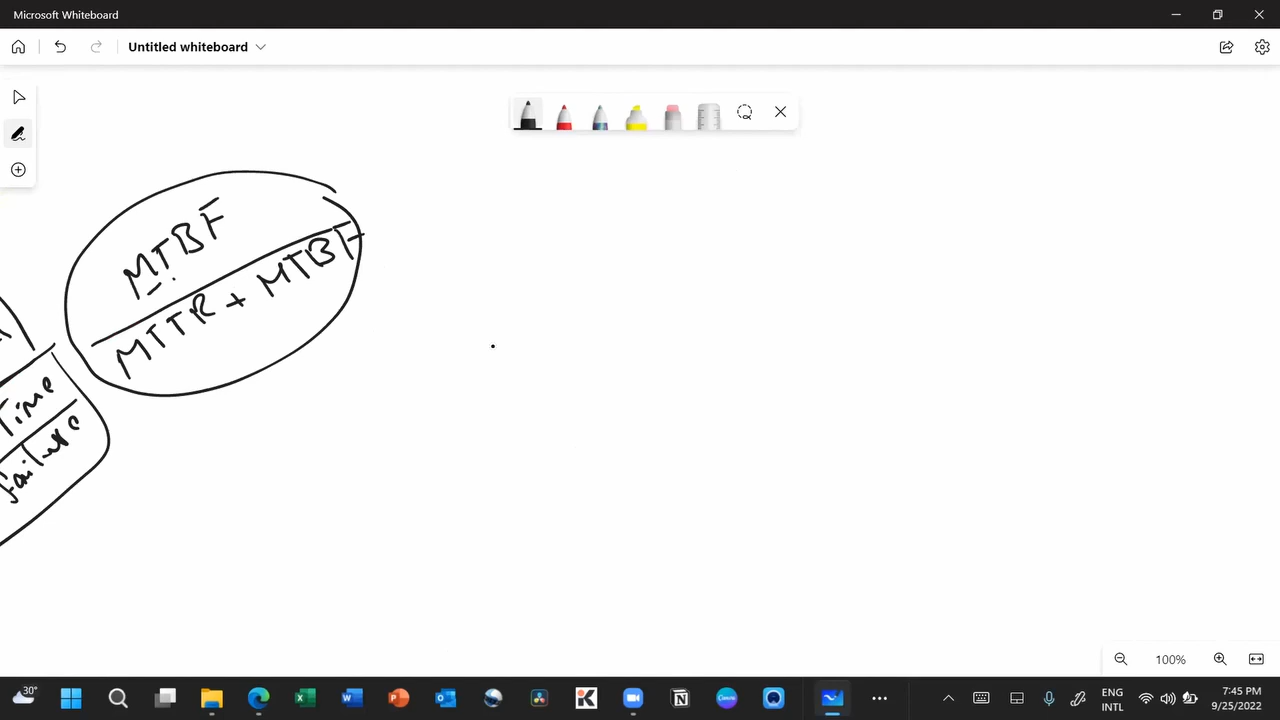 Microsoft Whiteboard
Untitled whiteboard
MTBF
MTTR + MTBF
Time
failure
100%
30°
ENG
INTL
7:45 PM
9/25/2022